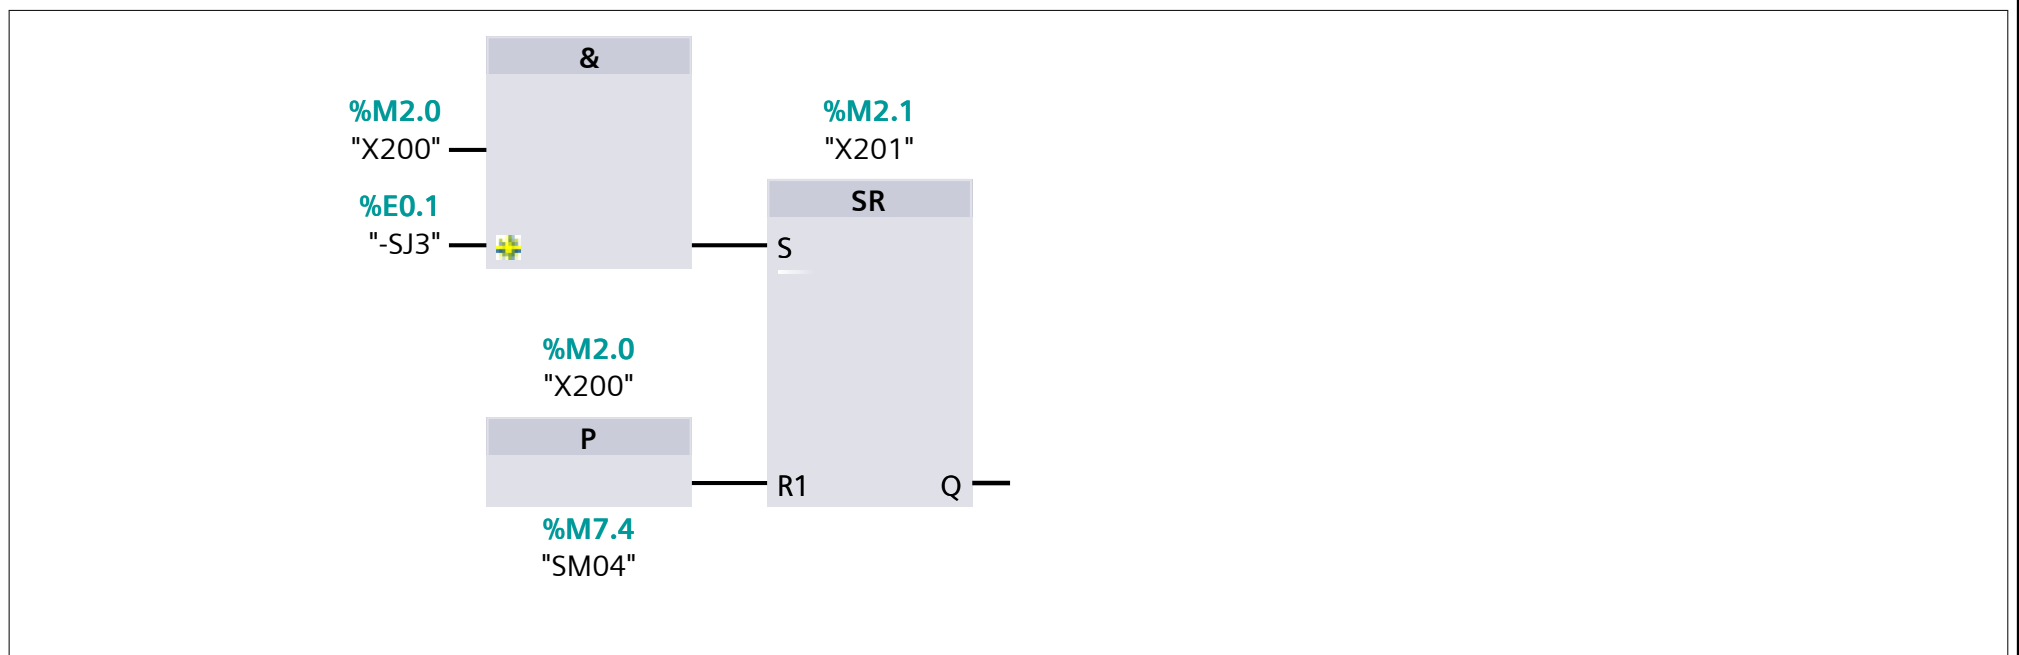 &
%M2.0
"X200"
%E0.1
"-SJ3"
%M2.1
"X201"
SR
S
%M2.0
"X200"
P
%M7.4
"SM04"
R1
Q